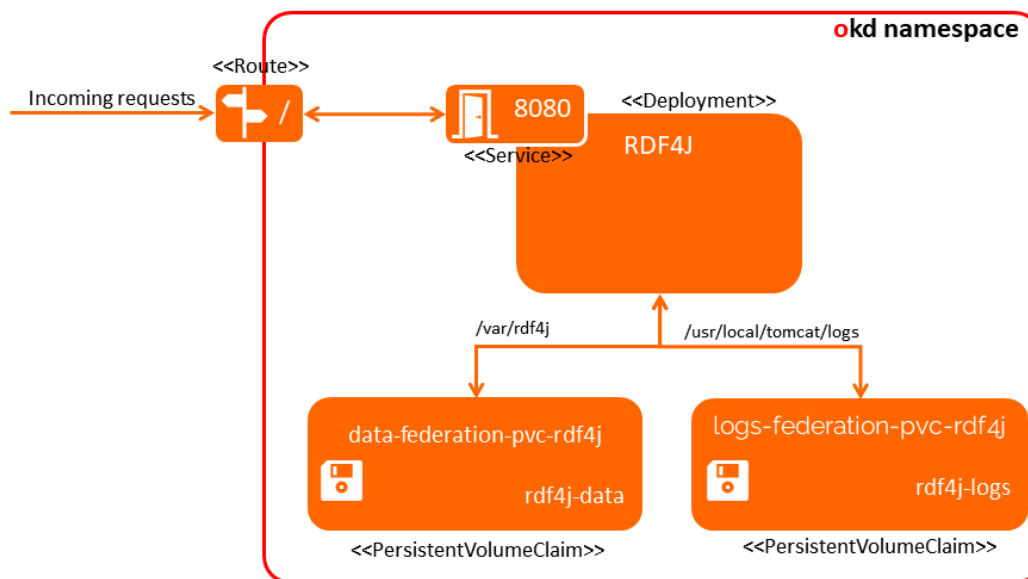 okd namespace
<<Route>>
Incoming requests
/
8080
<<Service>>
<<Deployment>>
RDF4J
/var/rdf4j
/usr/local/tomcat/logs
data-federation-pvc-rdf4j
rdf4j-data
<<PersistentVolumeClaim>>
logs-federation-pvc-rdf4j
rdf4j-logs
<<PersistentVolumeClaim>>